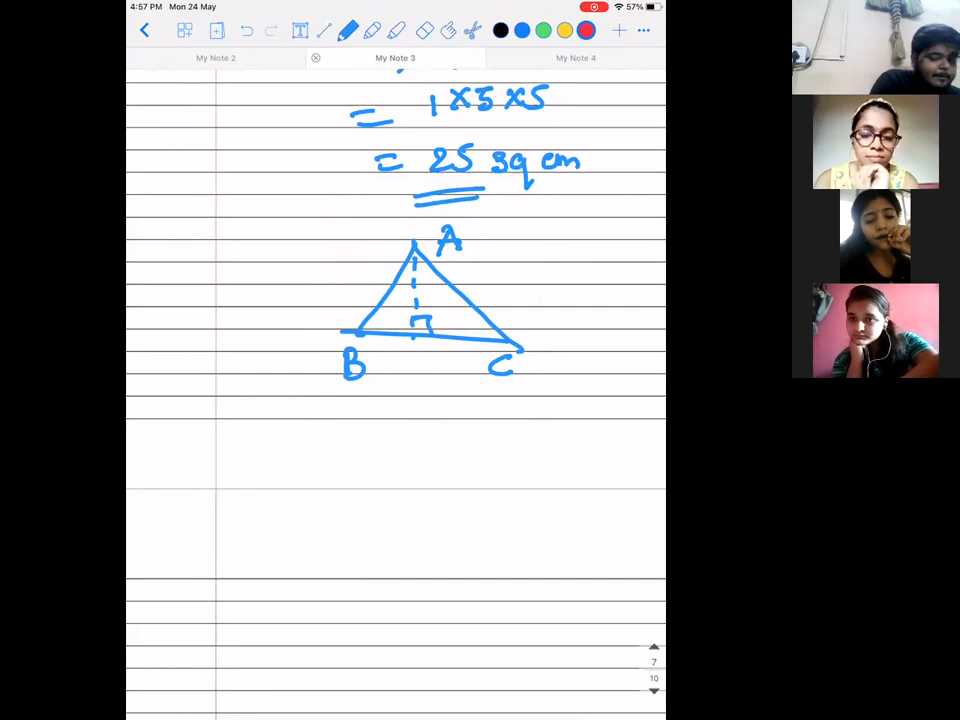 4:57 PM Mon 24 May
57%
My Note 2
My Note 3
My Note 4
= 1 × 5 × 5
= 25 sq cm
A
B
C
7
10